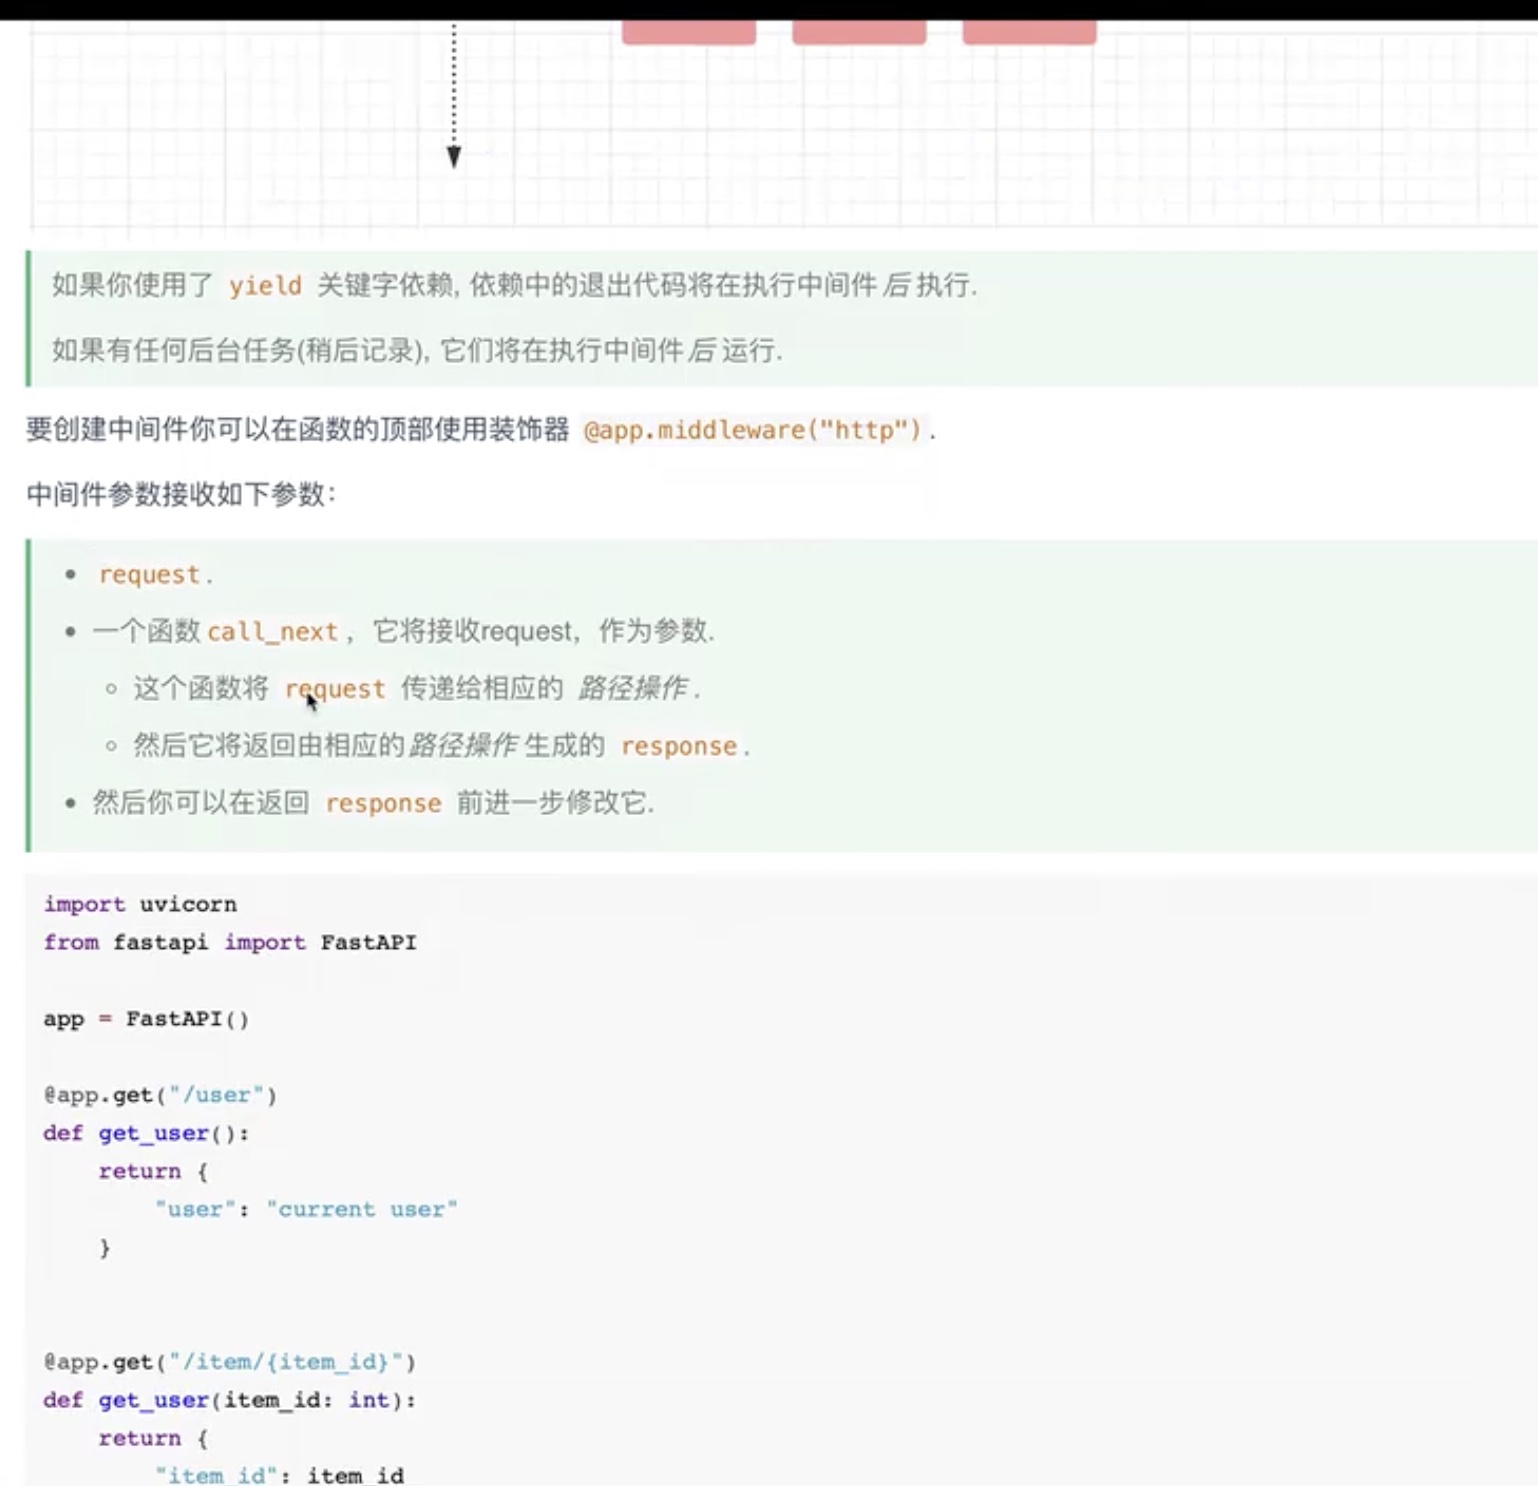 如果你使用了 yield 关键字依赖, 依赖中的退出代码将在执行中间件 后 执行.
如果有任何后台任务(稍后记录), 它们将在执行中间件 后 运行.
要创建中间件你可以在函数的顶部使用装饰器 @app.middleware("http") .
中间件参数接收如下参数：
• request .
• 一个函数 call_next ，它将接收request，作为参数.
◦ 这个函数将 request 传递给相应的 路径操作 .
◦ 然后它将返回由相应的 路径操作 生成的 response .
• 然后你可以在返回 response 前进一步修改它.
import uvicorn
from fastapi import FastAPI
app = FastAPI()
@app.get("/user")
def get_user():
    return {
        "user": "current user"
    }
@app.get("/item/{item_id}")
def get_user(item_id: int):
    return {
        "item_id": item_id